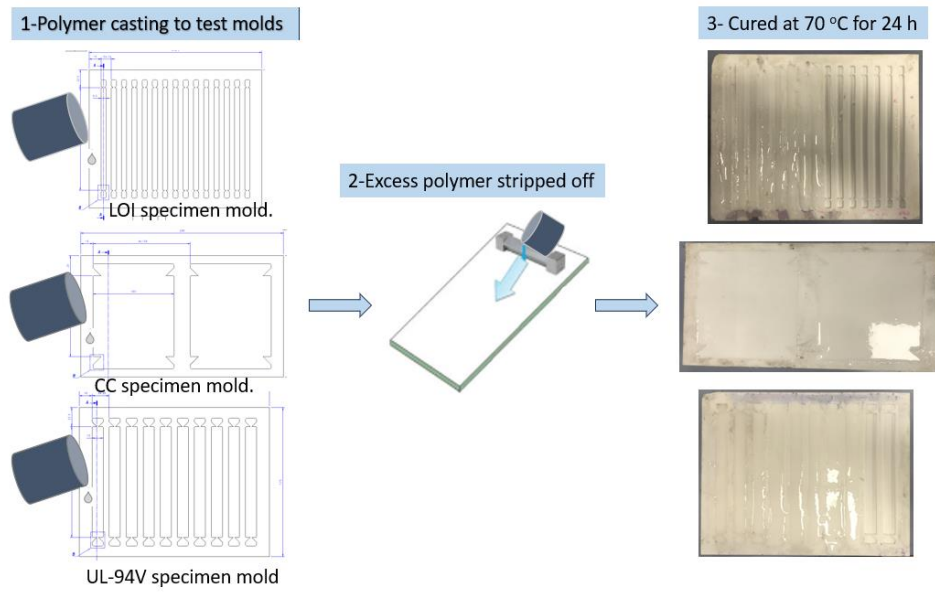 1-Polymer casting to test molds
LOI specimen mold.
CC specimen mold.
UL-94V specimen mold
2-Excess polymer stripped off
3- Cured at 70 °C for 24 h